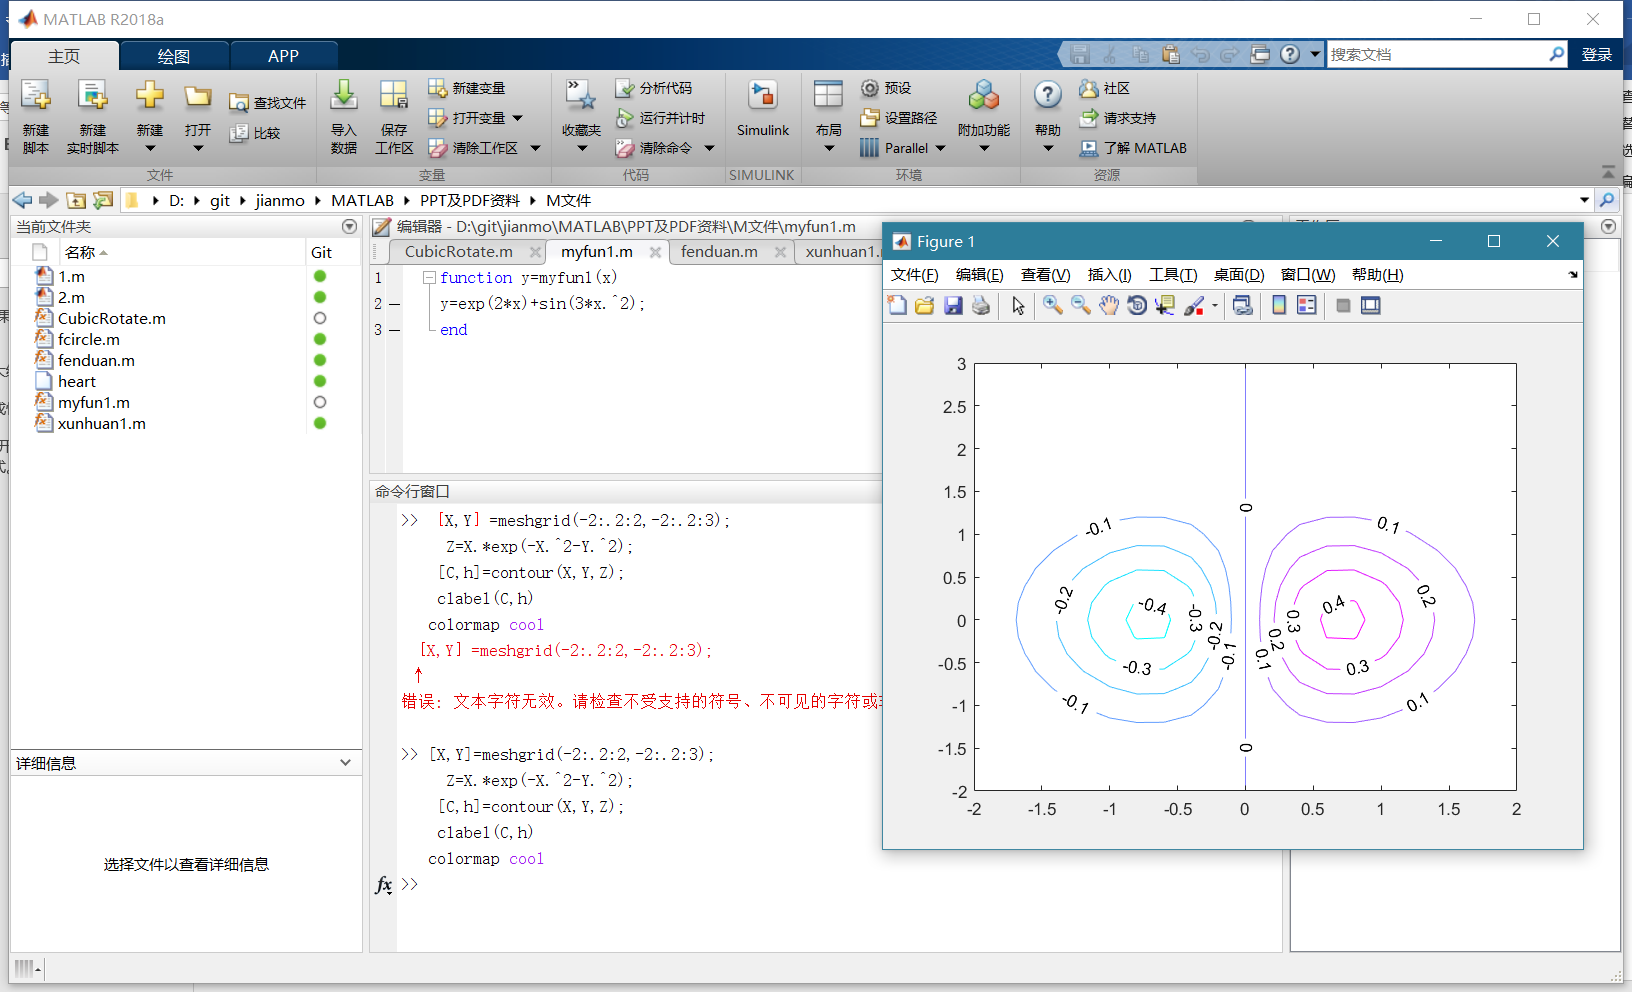 MATLAB R2018a
主页 绘图 APP 搜索文档 登录
新建脚本 新建实时脚本 新建 打开 查找文件 比较
导入数据 保存工作区 新建变量 打开变量 清除工作区
收藏夹 分析代码 运行并计时 清除命令
Simulink
布局 预设 设置路径 Parallel 附加功能
帮助 社区 请求支持 了解 MATLAB
文件 变量 代码 SIMULINK 环境 资源
D: git jianmo MATLAB PPT及PDF资料 M文件
当前文件夹
名称 Git
1.m
2.m
CubicRotate.m
fcircle.m
fenduan.m
heart
myfun1.m
xunhuan1.m
详细信息
选择文件以查看详细信息
编辑器 - D:\git\jianmo\MATLAB\PPT及PDF资料\M文件\myfun1.m
CubicRotate.m myfun1.m fenduan.m xunhuan1.
1 function y=myfun1(x)
2 y=exp(2*x)+sin(3*x.^2);
3 end
命令行窗口
>> [X,Y] =meshgrid(-2:.2:2,-2:.2:3);
Z=X.*exp(-X.^2-Y.^2);
[C,h]=contour(X,Y,Z);
clabel(C,h)
colormap cool
[X,Y] =meshgrid(-2:.2:2,-2:.2:3);
↑
错误: 文本字符无效。请检查不受支持的符号、不可见的字符或
>> [X,Y]=meshgrid(-2:.2:2,-2:.2:3);
Z=X.*exp(-X.^2-Y.^2);
[C,h]=contour(X,Y,Z);
clabel(C,h)
colormap cool
fx >>
Figure 1
文件(F) 编辑(E) 查看(V) 插入(I) 工具(T) 桌面(D) 窗口(W) 帮助(H)
3
2.5
2
1.5
1
0.5
0
-0.5
-1
-1.5
-2
-2 -1.5 -1 -0.5 0 0.5 1 1.5 2
0
-0.1 0.1
-0.2 -0.4 -0.3 -0.2 -0.1
0.4 0.3 0.2 0.2 0.1
-0.3 0.3
-0.1 0.1
0